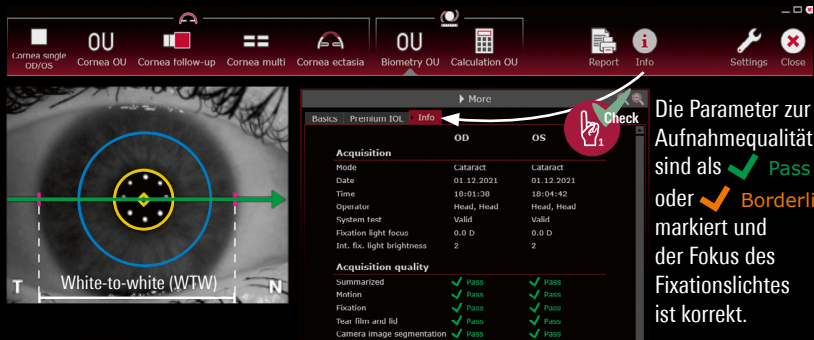 Cornea single OD/OS
OU
Cornea OU
Cornea follow-up
Cornea multi
Cornea ectasia
OU
Biometry OU
Calculation OU
Report
Info
Settings
Close
T
White-to-white (WTW)
N
More
Basics Premium IOL Info
1
Check
OD OS
Acquisition
Mode Cataract Cataract
Date 01.12.2021 01.12.2021
Time 18:01:38 18:04:42
Operator Head, Head Head, Head
System test Valid Valid
Fixation light focus 0.0 D 0.0 D
Int. fix. light brightness 2 2
Acquisition quality
Summarized Pass Pass
Motion Pass Pass
Fixation Pass Pass
Tear film and lid Pass Pass
Camera image segmentation Pass Pass
Die Parameter zur
Aufnahmequalität
sind als Pass
oder Borderli
markiert und
der Fokus des
Fixationslichtes
ist korrekt.